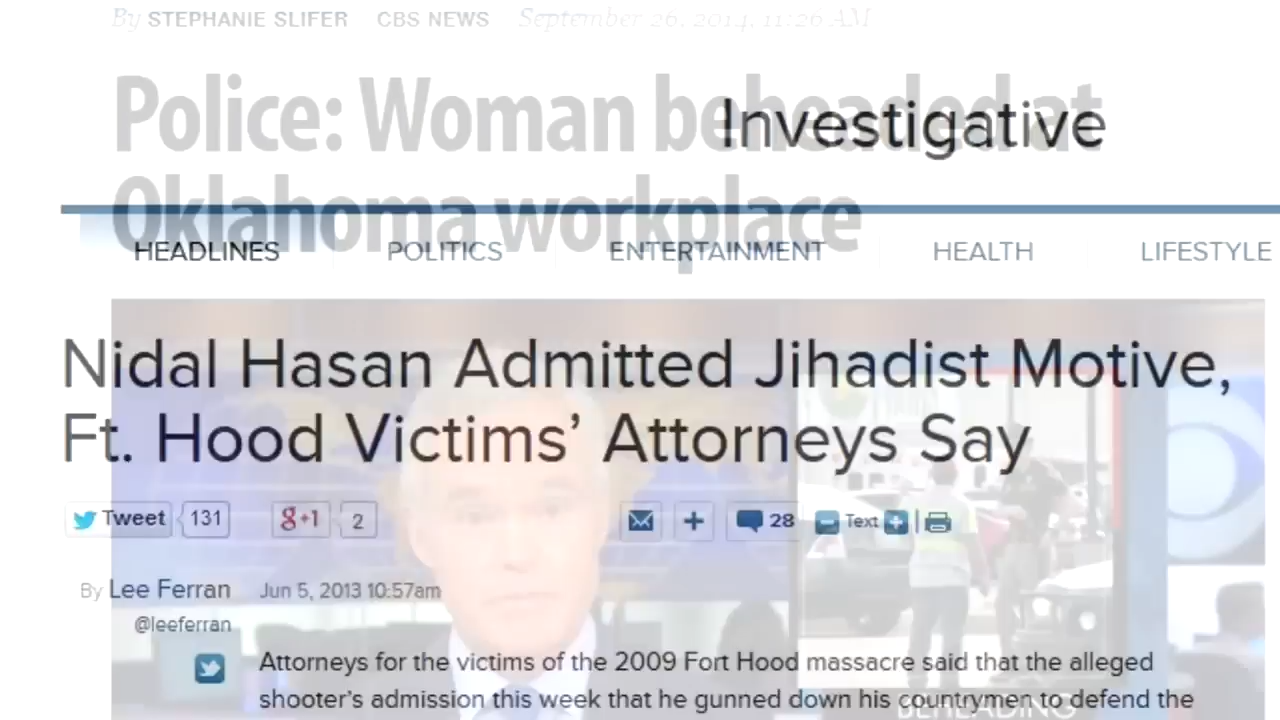 By STEPHANIE SLIFER CBS NEWS September 26, 2014, 11:26 AM
Police: Woman beheaded at
Oklahoma workplace
Investigative
HEADLINES POLITICS ENTERTAINMENT HEALTH LIFESTYLE
Nidal Hasan Admitted Jihadist Motive,
Ft. Hood Victims’ Attorneys Say
Tweet 131 g+1 2 28 Text
By Lee Ferran Jun 5, 2013 10:57am
@leeferran
Attorneys for the victims of the 2009 Fort Hood massacre said that the alleged
shooter’s admission this week that he gunned down his countrymen to defend the
BEHEADING